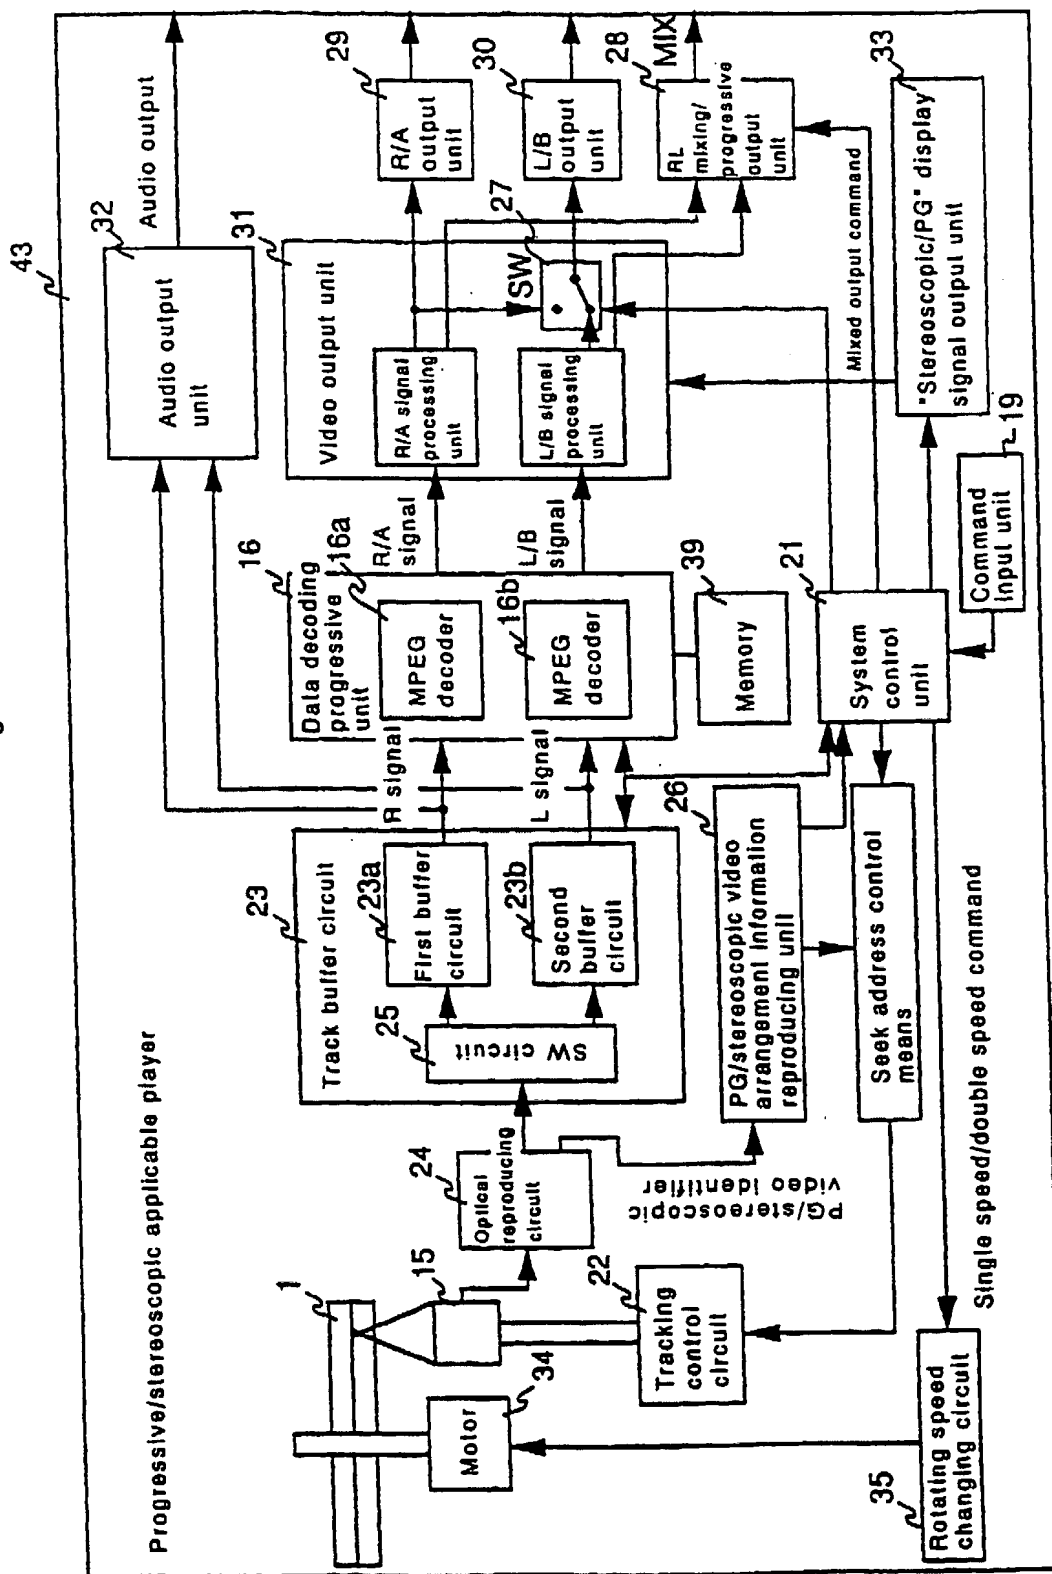 Progressive/stereoscopic applicable player
43
1
15
34
Motor
Rotating speed
changing circuit
35
22
Tracking
control
circuit
24
Optical
reproducing
circuit
PG/stereoscopic
video identifier
23
Track buffer circuit
25
SW circuit
23a
First buffer
circuit
23b
Second
buffer
circuit
26
PG/stereoscopic video
arrangement information
reproducing unit
Seek address control
means
Single speed/double speed command
R signal
L signal
16
Data decoding
progressive
unit
16a
MPEG
decoder
16b
MPEG
decoder
39
Memory
21
System
control
unit
Command
input unit
19
R/A
signal
L/B
signal
32
Audio output
unit
Audio output
31
Video output unit
R/A signal
processing
unit
L/B signal
processing
unit
SW
27
29
R/A
output
unit
30
L/B
output
unit
28
MIX
RL
mixing/
progressive
output
unit
Mixed output command
33
"Stereoscopic/PG" display
signal output unit